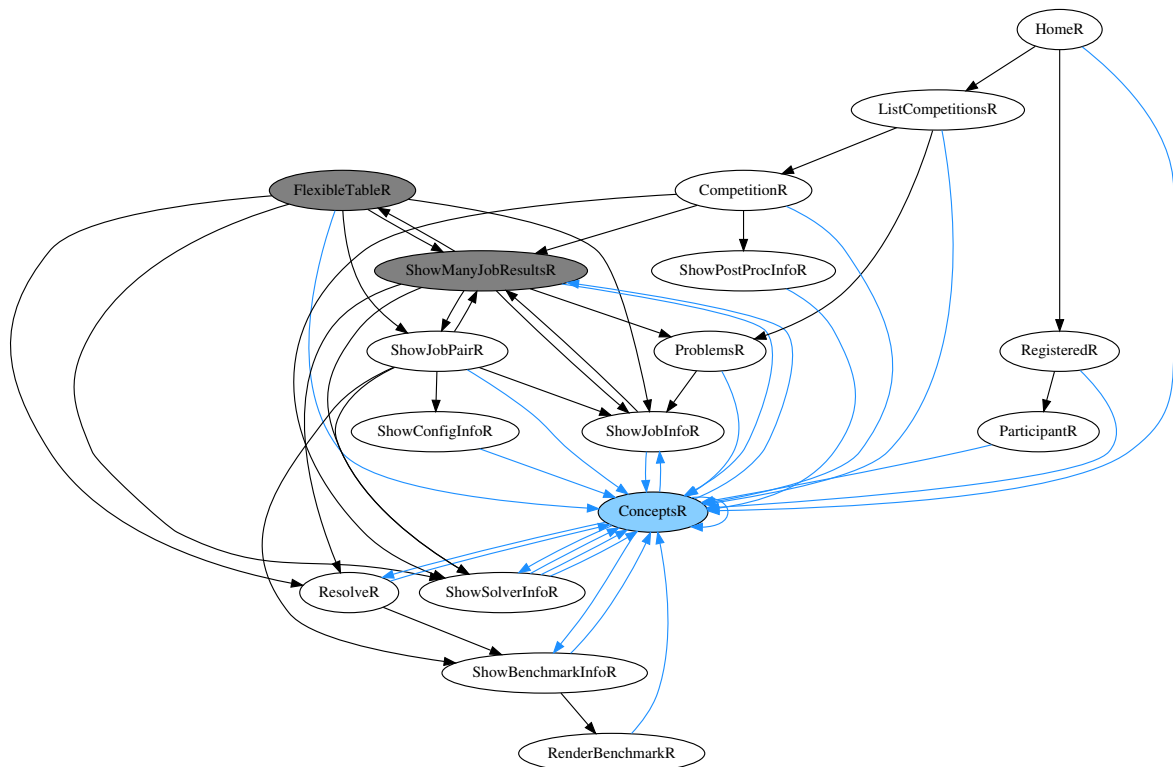 HomeR
ListCompetitionsR
FlexibleTableR
CompetitionR
ShowManyJobResultsR
ShowPostProcInfoR
ShowJobPairR
ProblemsR
RegisteredR
ShowConfigInfoR
ShowJobInfoR
ParticipantR
ConceptsR
ResolveR
ShowSolverInfoR
ShowBenchmarkInfoR
RenderBenchmarkR